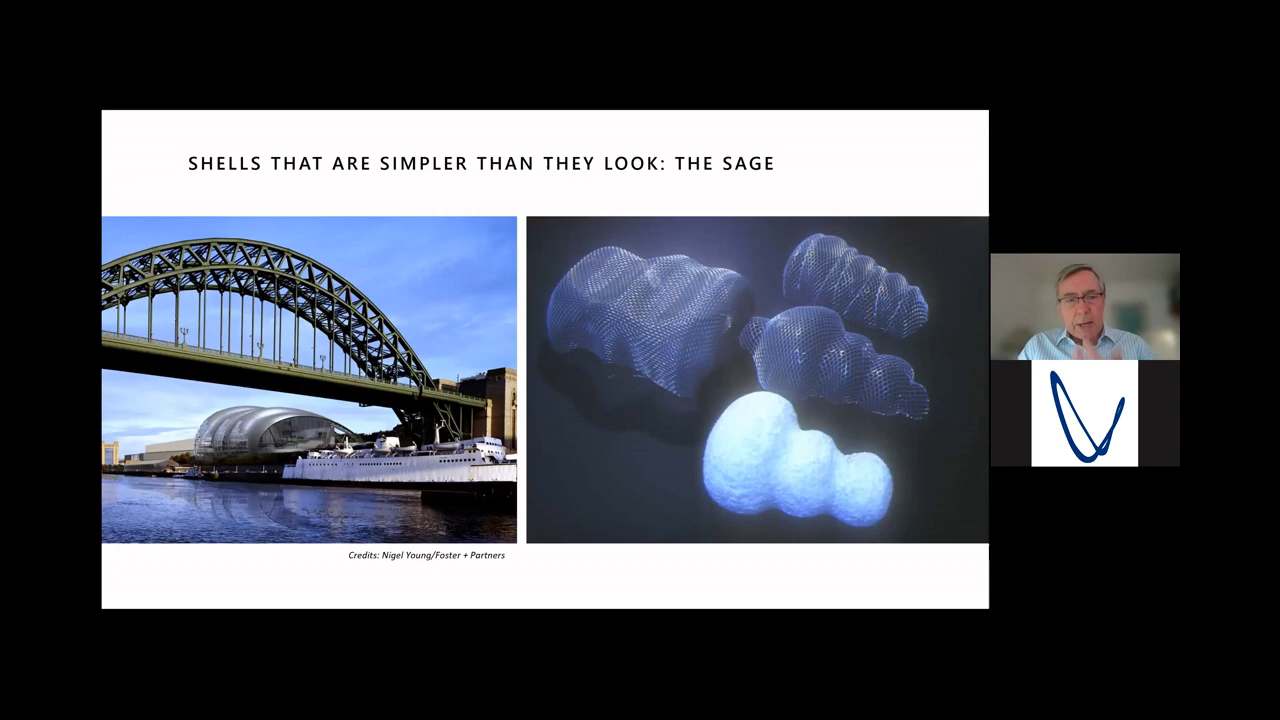 SHELLS THAT ARE SIMPLER THAN THEY LOOK: THE SAGE
Credits: Nigel Young/Foster + Partners